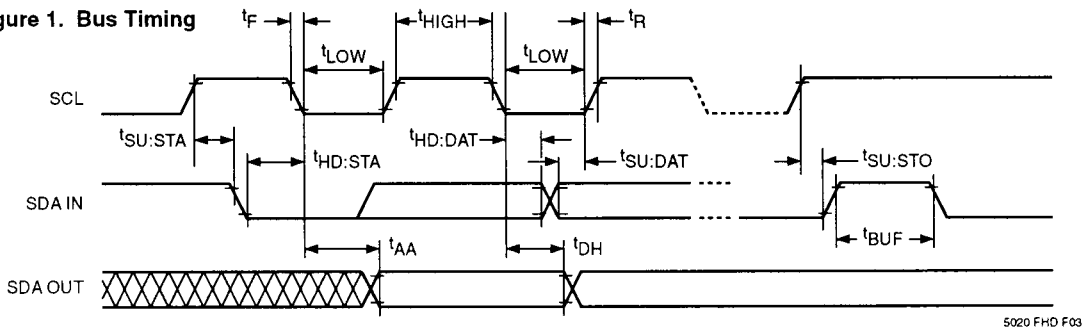 gure 1. Bus Timing
tF
tHIGH
tR
tLOW
tLOW
SCL
tSU:STA
tHD:STA
tHD:DAT
tSU:DAT
tSU:STO
SDA IN
tBUF
tAA
tDH
SDA OUT
5020 FHD F03